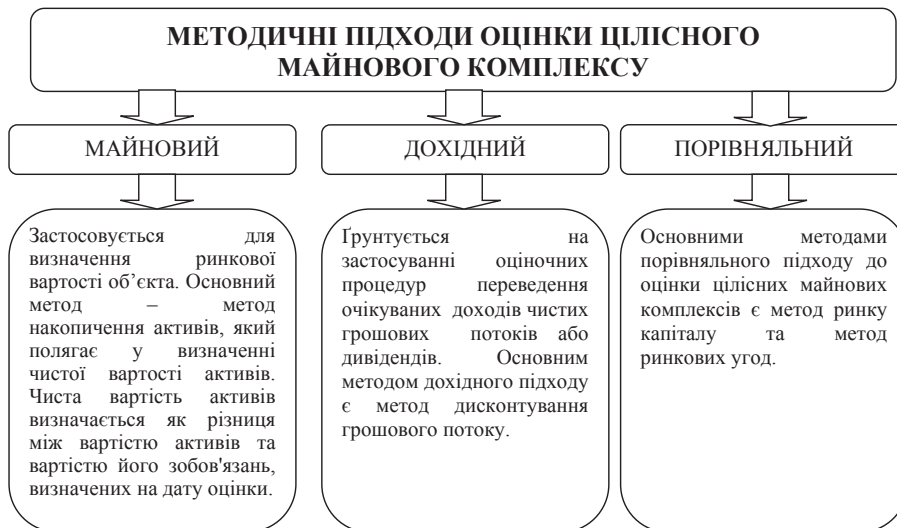 МЕТОДИЧНІ ПІДХОДИ ОЦІНКИ ЦІЛІСНОГО
МАЙНОВОГО КОМПЛЕКСУ
МАЙНОВИЙ
Застосовується для
визначення ринкової
вартості об’єкта. Основний
метод – метод
накопичення активів, який
полягає у визначенні
чистої вартості активів.
Чиста вартість активів
визначається як різниця
між вартістю активів та
вартістю його зобов'язань,
визначених на дату оцінки.
ДОХІДНИЙ
Ґрунтується на
застосуванні оціночних
процедур переведення
очікуваних доходів чистих
грошових потоків або
дивідендів. Основним
методом дохідного підходу
є метод дисконтування
грошового потоку.
ПОРІВНЯЛЬНИЙ
Основними методами
порівняльного підходу до
оцінки цілісних майнових
комплексів є метод ринку
капіталу та метод
ринкових угод.